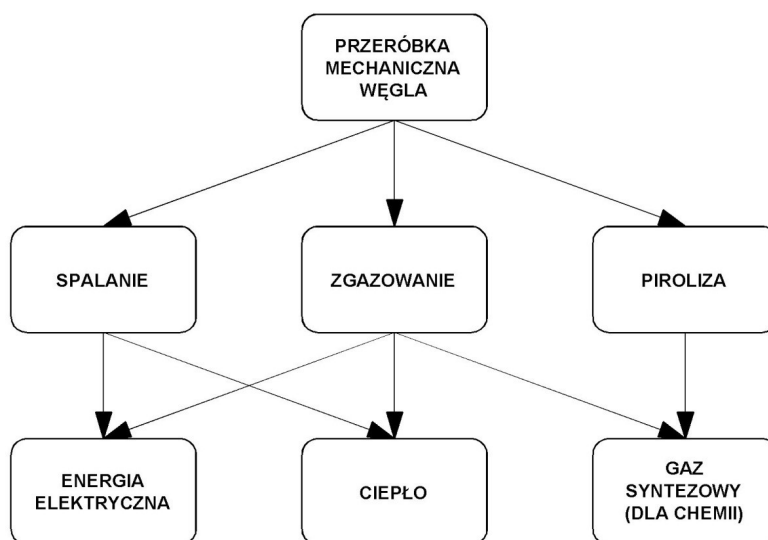 PRZERÓBKA
MECHANICZNA
WĘGLA
SPALANIE
ZGAZOWANIE
PIROLIZA
ENERGIA
ELEKTRYCZNA
CIEPŁO
GAZ
SYNTEZOWY
(DLA CHEMII)